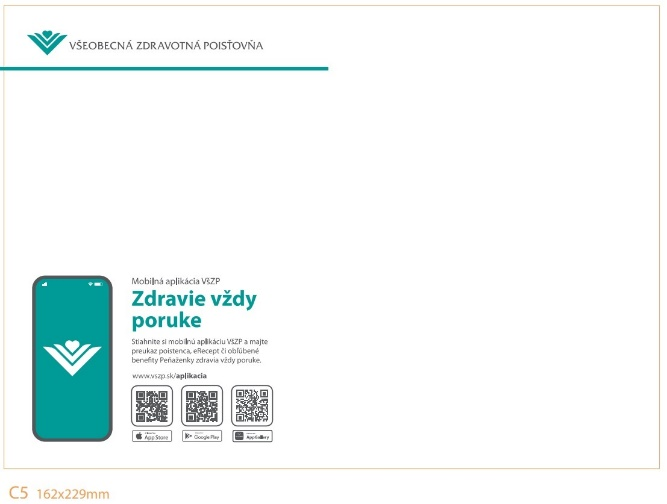 VŠEOBECNÁ ZDRAVOTNÁ POISŤOVŇA
Mobilná aplikácia VšZP
Zdravie vždy
poruke
Stiahnite si mobilnú aplikáciu VšZP a majte
preukaz poistenca, eRecept či obľúbené
benefity Peňaženky zdravia vždy poruke.
www.vszp.sk/aplikacia
App Store
Google Play
AppGallery
C5 162x229mm